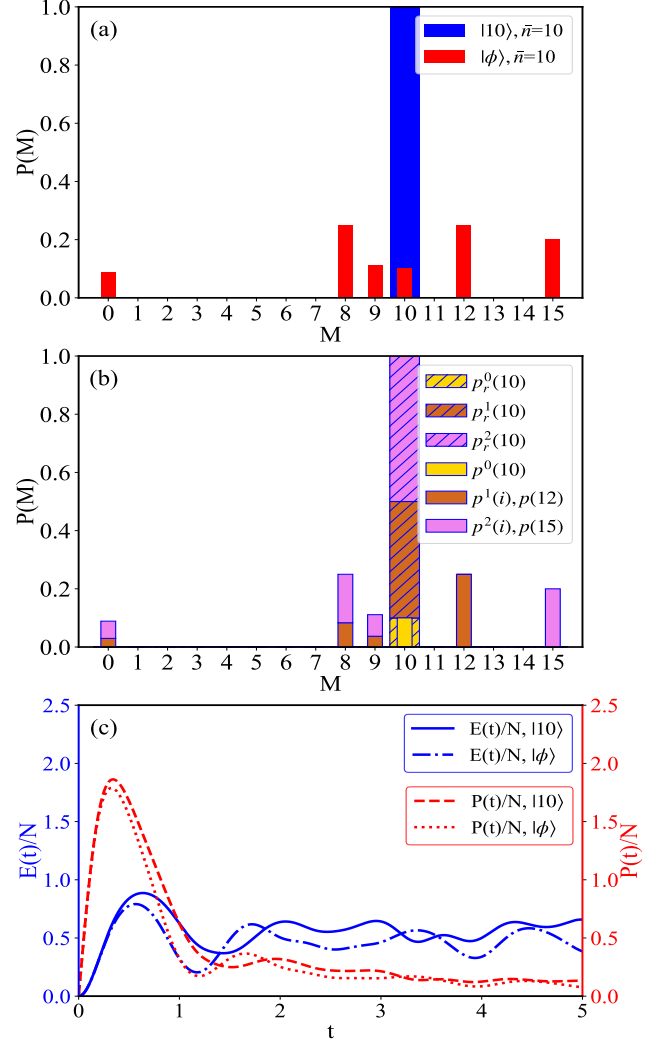 (a)
|10⟩, n̄=10
|ϕ⟩, n̄=10
1.0
0.8
0.6
0.4
0.2
0.0
P(M)
0 1 2 3 4 5 6 7 8 9 10 11 12 13 14 15
M
(b)
p_r^0(10)
p_r^1(10)
p_r^2(10)
p^0(10)
p^1(i), p(12)
p^2(i), p(15)
1.0
0.8
0.6
0.4
0.2
0.0
P(M)
0 1 2 3 4 5 6 7 8 9 10 11 12 13 14 15
M
(c)
E(t)/N, |10⟩
E(t)/N, |ϕ⟩
P(t)/N, |10⟩
P(t)/N, |ϕ⟩
2.5
2.0
1.5
1.0
0.5
0.0
E(t)/N
2.5
2.0
1.5
1.0
0.5
0.0
P(t)/N
0 1 2 3 4 5
t